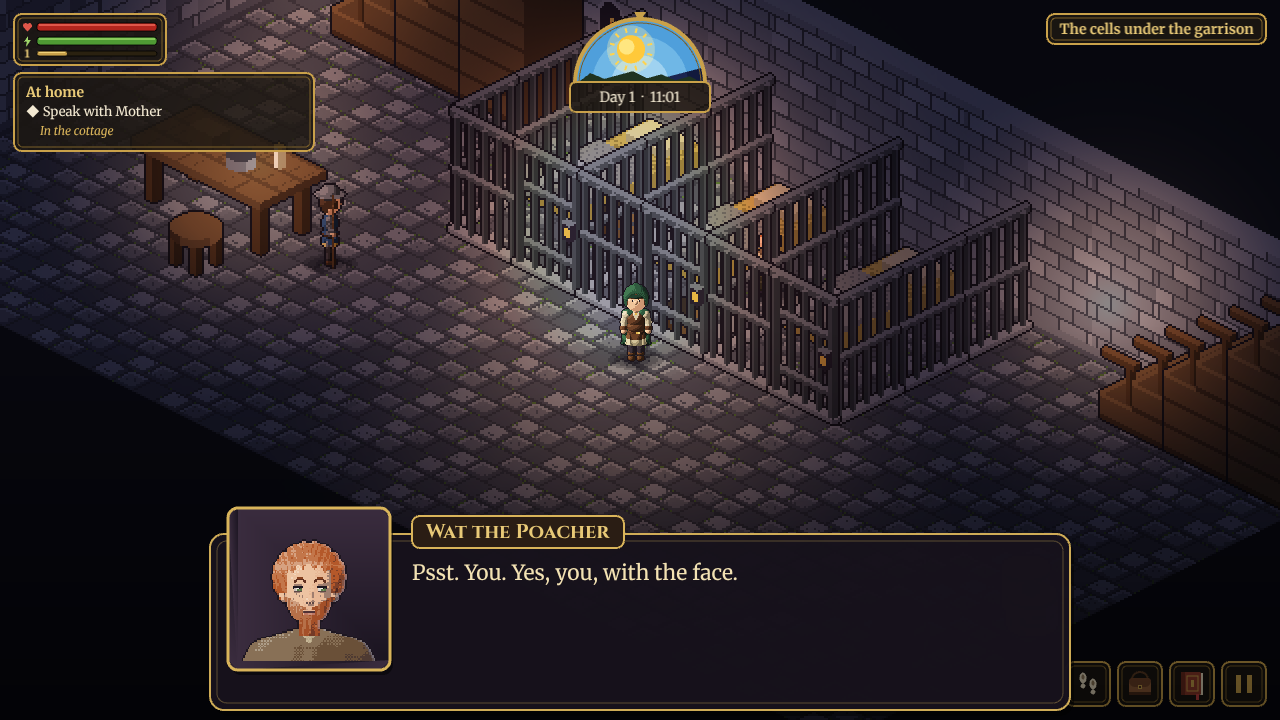 1
At home
Speak with Mother
In the cottage
Day 1 · 11:01
The cells under the garrison
Wat the Poacher
Psst. You. Yes, you, with the face.